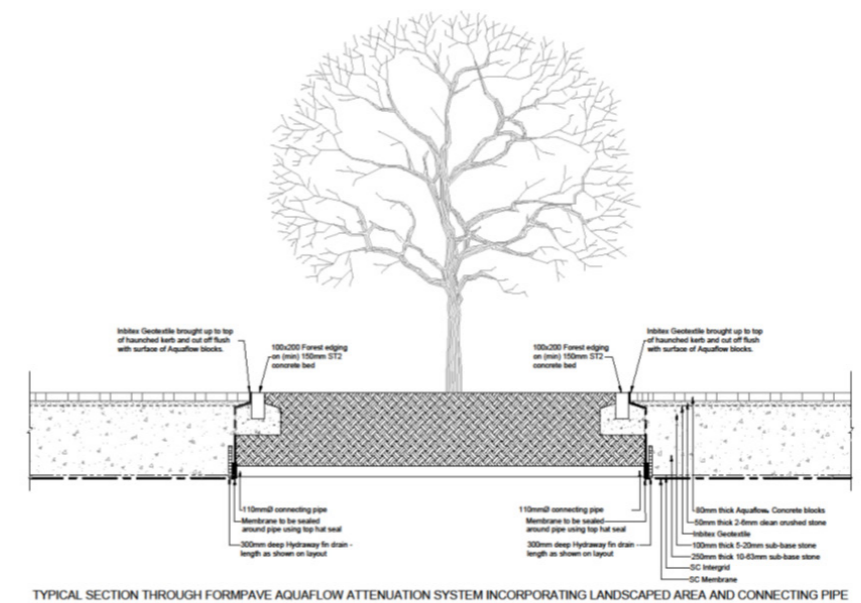 Inbitex Geotextile brought up to top
of haunched kerb and cut off flush
with surface of Aquaflow blocks.
100x200 Forest edging
on (min) 150mm ST2
concrete bed
100x200 Forest edging
on (min) 150mm ST2
concrete bed
Inbitex Geotextile brought up to top
of haunched kerb and cut off flush
with surface of Aquaflow blocks.
110mmØ connecting pipe
Membrane to be sealed
around pipe using top hat seal
300mm deep Hydraway fin drain -
length as shown on layout
110mmØ connecting pipe
Membrane to be sealed
around pipe using top hat seal
300mm deep Hydraway fin drain -
length as shown on layout
80mm thick Aquaflow Concrete blocks
50mm thick 2-6mm clean crushed stone
Inbitex Geotextile
100mm thick 5-20mm sub-base stone
250mm thick 10-63mm sub-base stone
SC Intergrid
SC Membrane
TYPICAL SECTION THROUGH FORMPAVE AQUAFLOW ATTENUATION SYSTEM INCORPORATING LANDSCAPED AREA AND CONNECTING PIPE